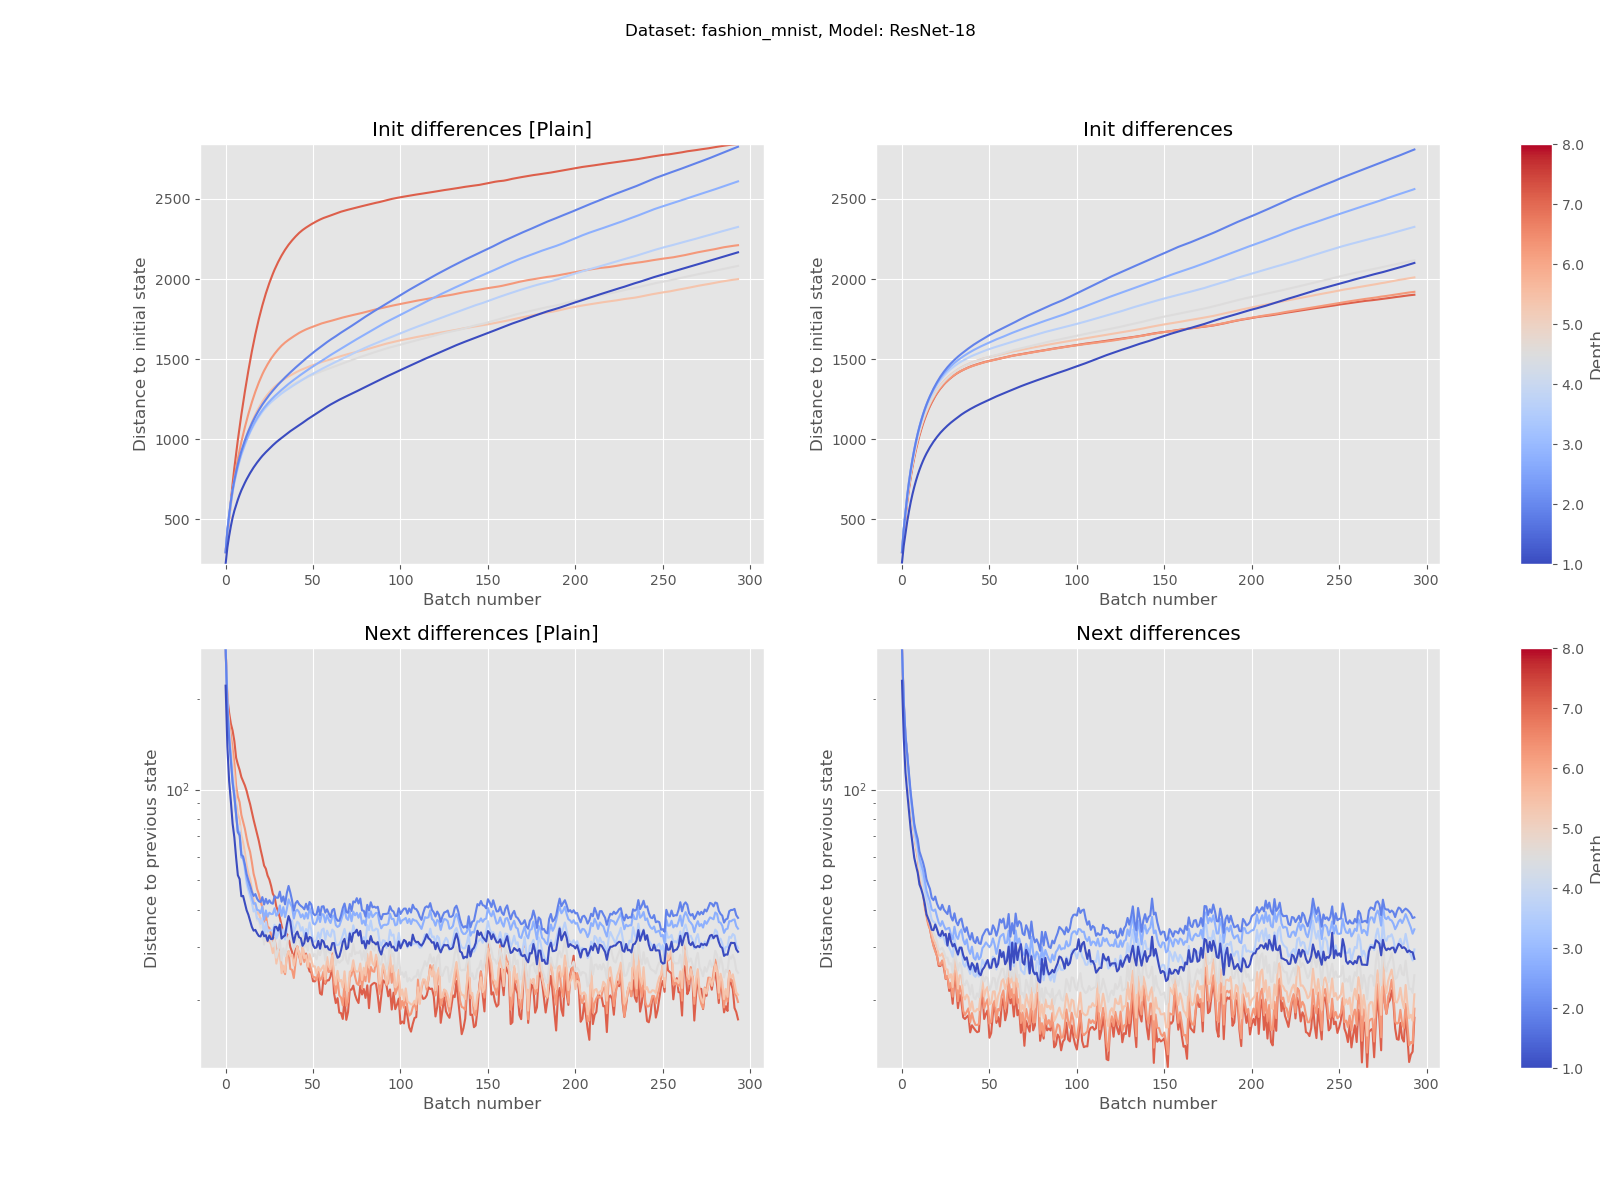 Dataset: fashion_mnist, Model: ResNet-18
Init differences [Plain]
Distance to initial state
2500
2000
1500
1000
500
0 50 100 150 200 250 300
Batch number
Init differences
Distance to initial state
2500
2000
1500
1000
500
0 50 100 150 200 250 300
Batch number
8.0
7.0
6.0
5.0
4.0
3.0
2.0
1.0
Depth
Next differences [Plain]
Distance to previous state
10²
0 50 100 150 200 250 300
Batch number
Next differences
Distance to previous state
10²
0 50 100 150 200 250 300
Batch number
8.0
7.0
6.0
5.0
4.0
3.0
2.0
1.0
Depth